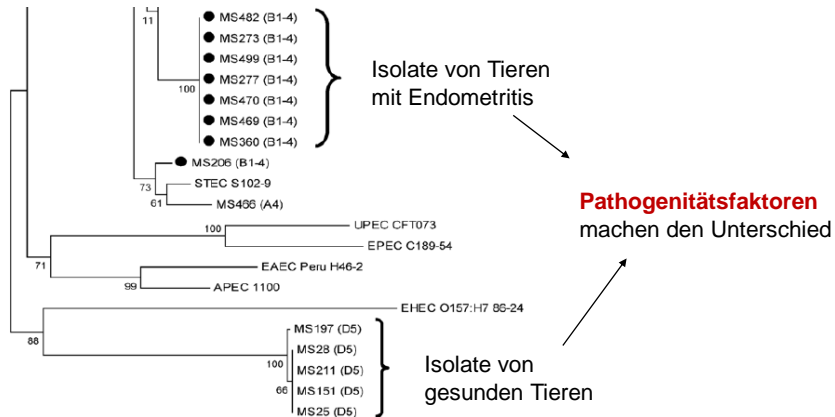 11
MS482 (B1-4)
MS273 (B1-4)
MS499 (B1-4)
MS277 (B1-4)
100
MS470 (B1-4)
MS469 (B1-4)
MS360 (B1-4)
Isolate von Tieren
mit Endometritis
MS206 (B1-4)
73
STEC S102-9
61
MS466 (A4)
Pathogenitätsfaktoren
machen den Unterschied
100
UPEC CFT073
EPEC C189-54
71
EAEC Peru H46-2
99
APEC 1100
EHEC O157:H7 86-24
88
MS197 (D5)
MS28 (D5)
100
MS211 (D5)
66
MS151 (D5)
MS25 (D5)
Isolate von
gesunden Tieren